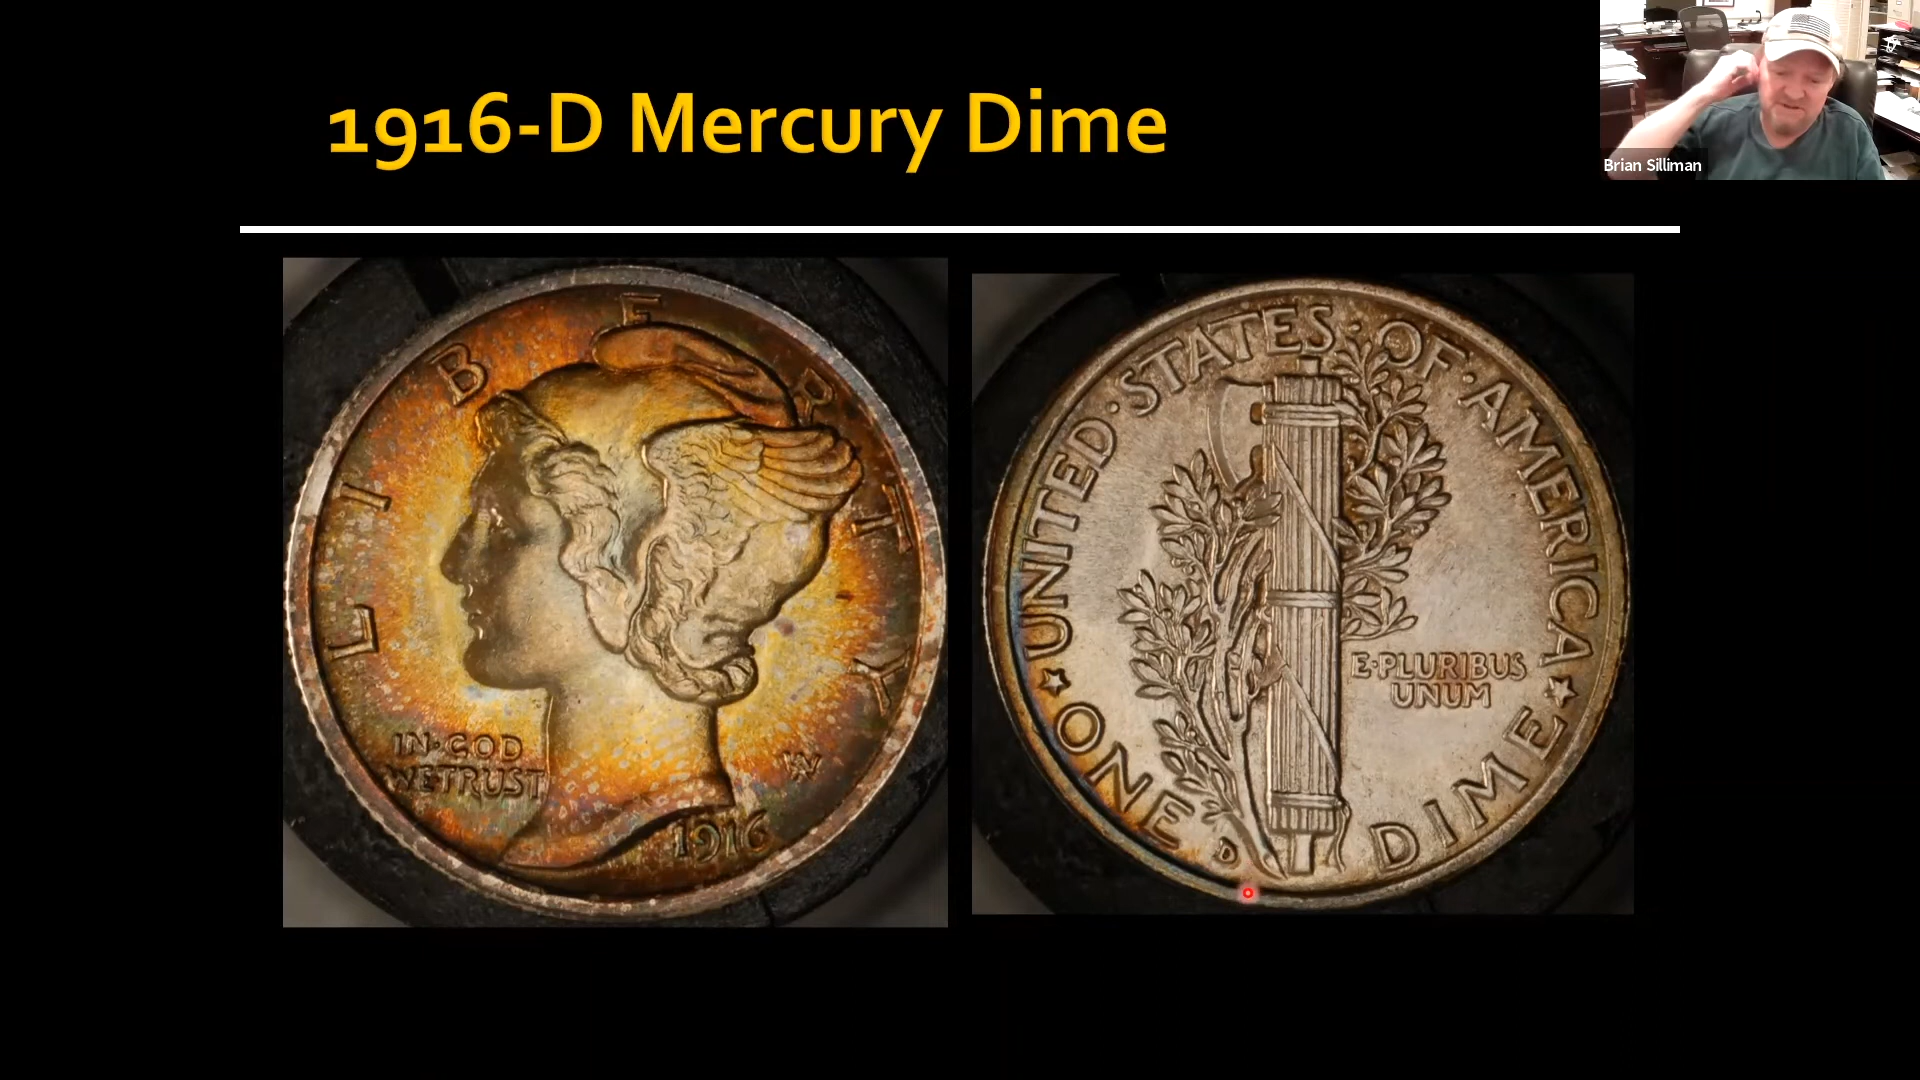 1916-D Mercury Dime
Brian Silliman
LIBERTY
IN·GOD
WE TRUST
W
1916
UNITED·STATES·OF·AMERICA
E·PLURIBUS
UNUM
ONE DIME
D